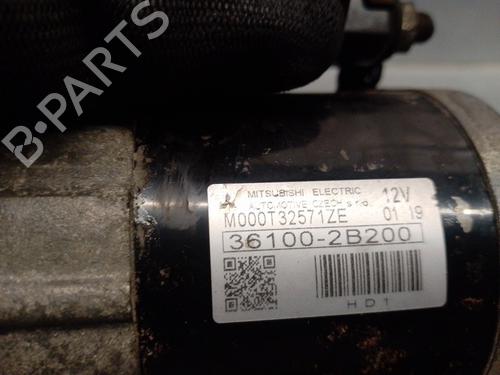 B-PARTS
MITSUBISHI ELECTRIC 12V
AUTOMOTIVE CZECH s.r.o.
M000T32571ZE 01 19
36100-2B200
HD1